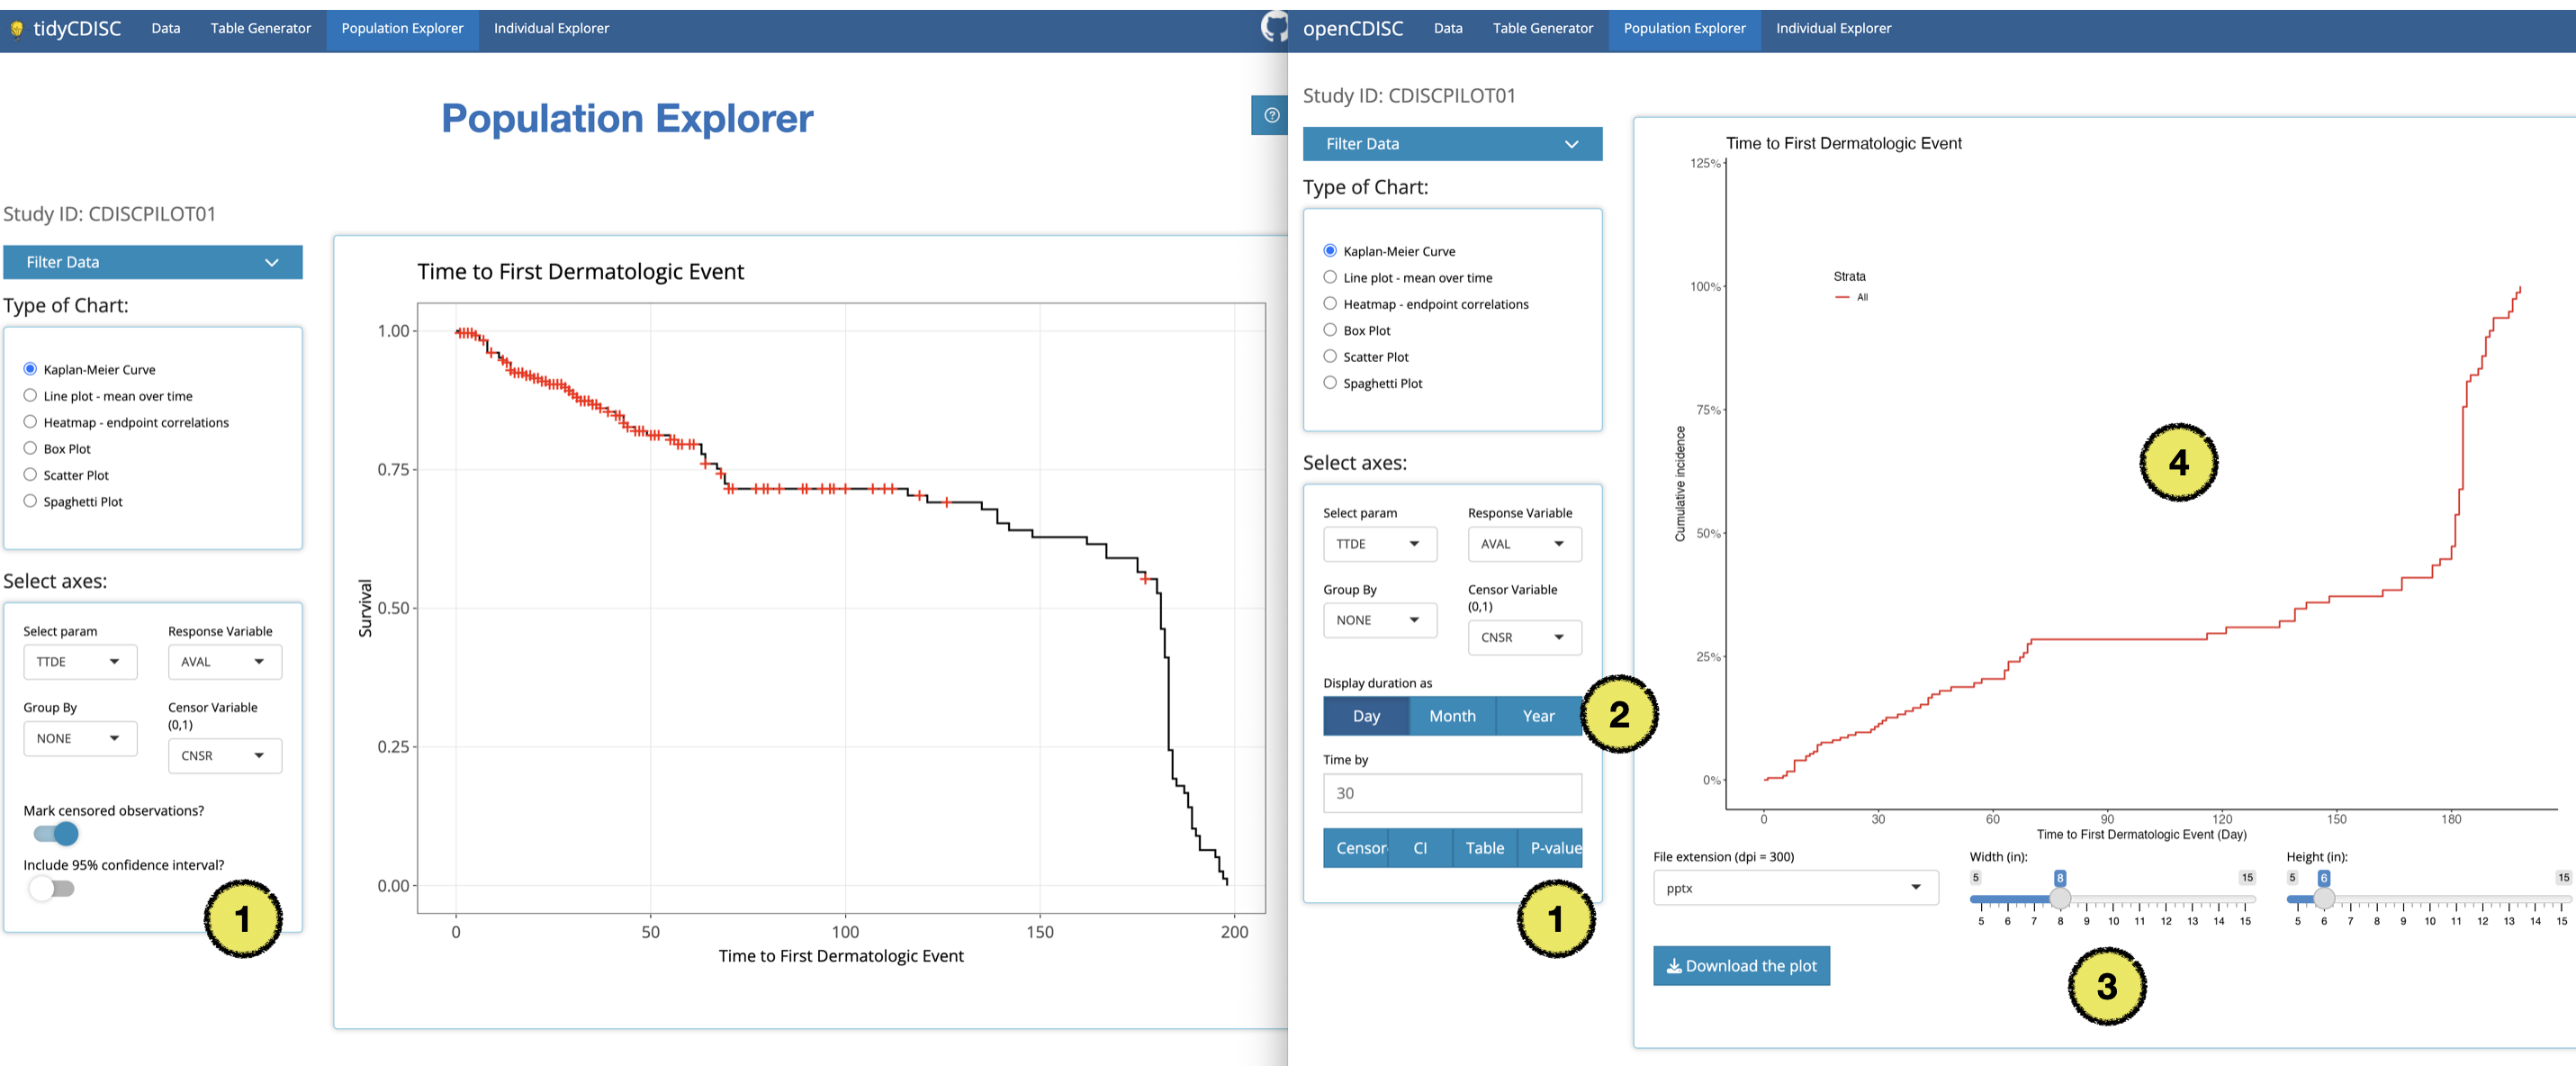 tidyCDISC Data Table Generator Population Explorer Individual Explorer
Population Explorer
Study ID: CDISCPILOT01
Filter Data
Type of Chart:
Kaplan-Meier Curve
Line plot - mean over time
Heatmap - endpoint correlations
Box Plot
Scatter Plot
Spaghetti Plot
Select axes:
Select param Response Variable
TTDE AVAL
Group By Censor Variable
(0,1)
NONE
CNSR
Mark censored observations?
Include 95% confidence interval?
1
Time to First Dermatologic Event
Survival
1.00
0.75
0.50
0.25
0.00
0 50 100 150 200
Time to First Dermatologic Event
openCDISC Data Table Generator Population Explorer Individual Explorer
Study ID: CDISCPILOT01
Filter Data
Type of Chart:
Kaplan-Meier Curve
Line plot - mean over time
Heatmap - endpoint correlations
Box Plot
Scatter Plot
Spaghetti Plot
Select axes:
Select param Response Variable
TTDE AVAL
Group By Censor Variable
(0,1)
NONE
CNSR
Display duration as
Day Month Year
2
Time by
30
Censor CI Table P-value
1
Time to First Dermatologic Event
Strata
All
Cumulative incidence
125%
100%
75%
50%
25%
0%
4
0 30 60 90 120 150 180
Time to First Dermatologic Event (Day)
File extension (dpi = 300) Width (in): Height (in):
pptx
5 8 15 5 6 15
5 6 7 8 9 10 11 12 13 14 15 5 6 7 8 9 10 11 12 13 14 15
Download the plot
3